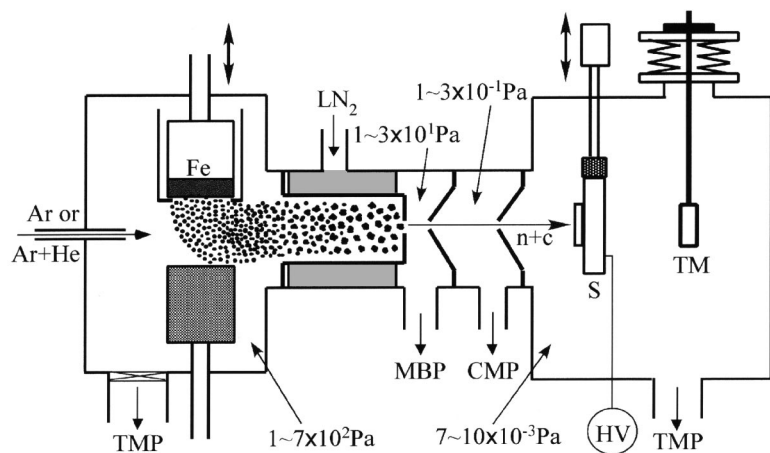 LN₂
1~3x10¹Pa
1~3x10⁻¹Pa
Fe
Ar or
Ar+He
n+c
S
TM
MBP
CMP
TMP
1~7x10²Pa
7~10x10⁻³Pa
HV
TMP